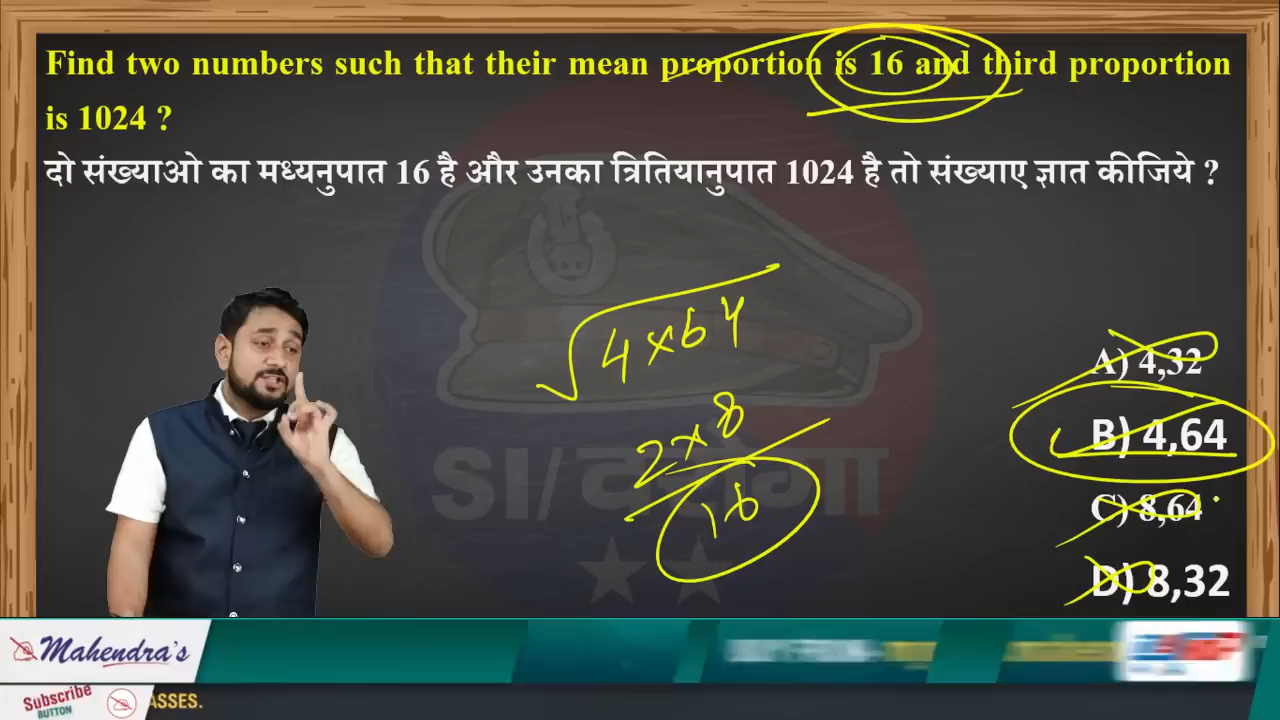 Find two numbers such that their mean proportion is 16 and third proportion
is 1024 ?
दो संख्याओ का मध्यनुपात 16 है और उनका त्रितियानुपात 1024 है तो संख्याए ज्ञात कीजिये ?
√4×64
2×8
16
A) 4,32
B) 4,64
C) 8,64
D) 8,32
SI/दरोगा
Mahendra's
Subscribe
BUTTON
ASSES.